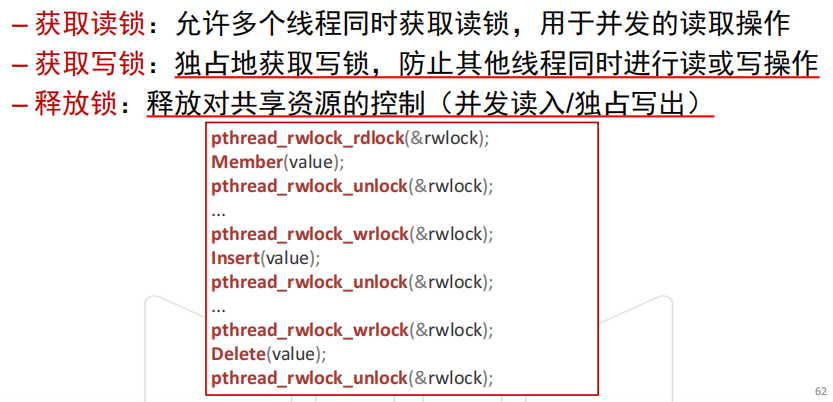 – 获取读锁：允许多个线程同时获取读锁，用于并发的读取操作
– 获取写锁：独占地获取写锁，防止其他线程同时进行读或写操作
– 释放锁：释放对共享资源的控制（并发读入/独占写出）
pthread_rwlock_rdlock(&rwlock);
Member(value);
pthread_rwlock_unlock(&rwlock);
...
pthread_rwlock_wrlock(&rwlock);
Insert(value);
pthread_rwlock_unlock(&rwlock);
...
pthread_rwlock_wrlock(&rwlock);
Delete(value);
pthread_rwlock_unlock(&rwlock);
62